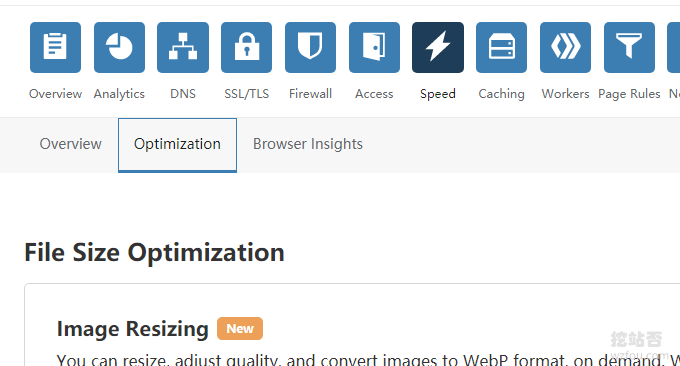 Overview Analytics DNS SSL/TLS Firewall Access Speed Caching Workers Page Rules
Overview Optimization Browser Insights
File Size Optimization
Image Resizing New
You can resize, adjust quality, and convert images to WebP format, on demand. W
挖站否
wzfou.com